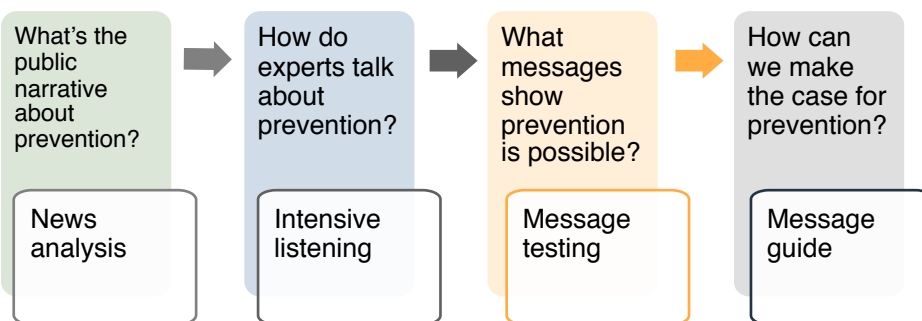 What's the
public
narrative
about
prevention?
News
analysis
How do
experts talk
about
prevention?
Intensive
listening
What
messages
show
prevention
is possible?
Message
testing
How can
we make
the case for
prevention?
Message
guide